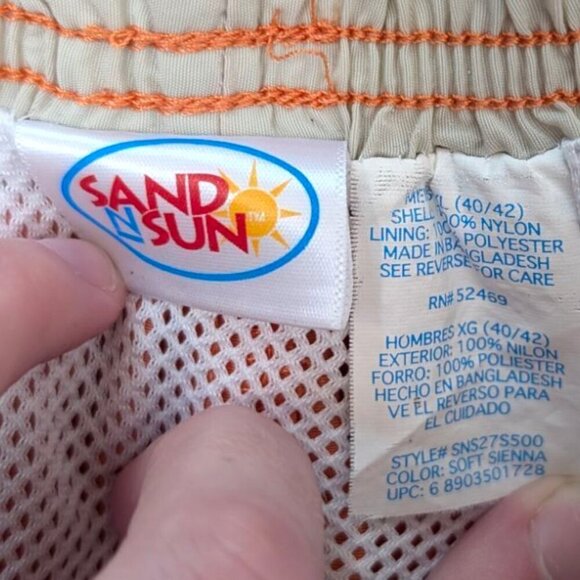 SAND
N SUN
TM
XL (40/42)
SHELL: 100% NYLON
LINING: 100% POLYESTER
MADE IN BANGLADESH
SEE REVERSE FOR CARE
RN# 52469
HOMBRES XG (40/42)
EXTERIOR: 100% NILON
FORRO: 100% POLIESTER
HECHO EN BANGLADESH
VE EL REVERSO PARA
EL CUIDADO
STYLE# SNS27S500
COLOR: SOFT SIENNA
UPC: 6 8903501728